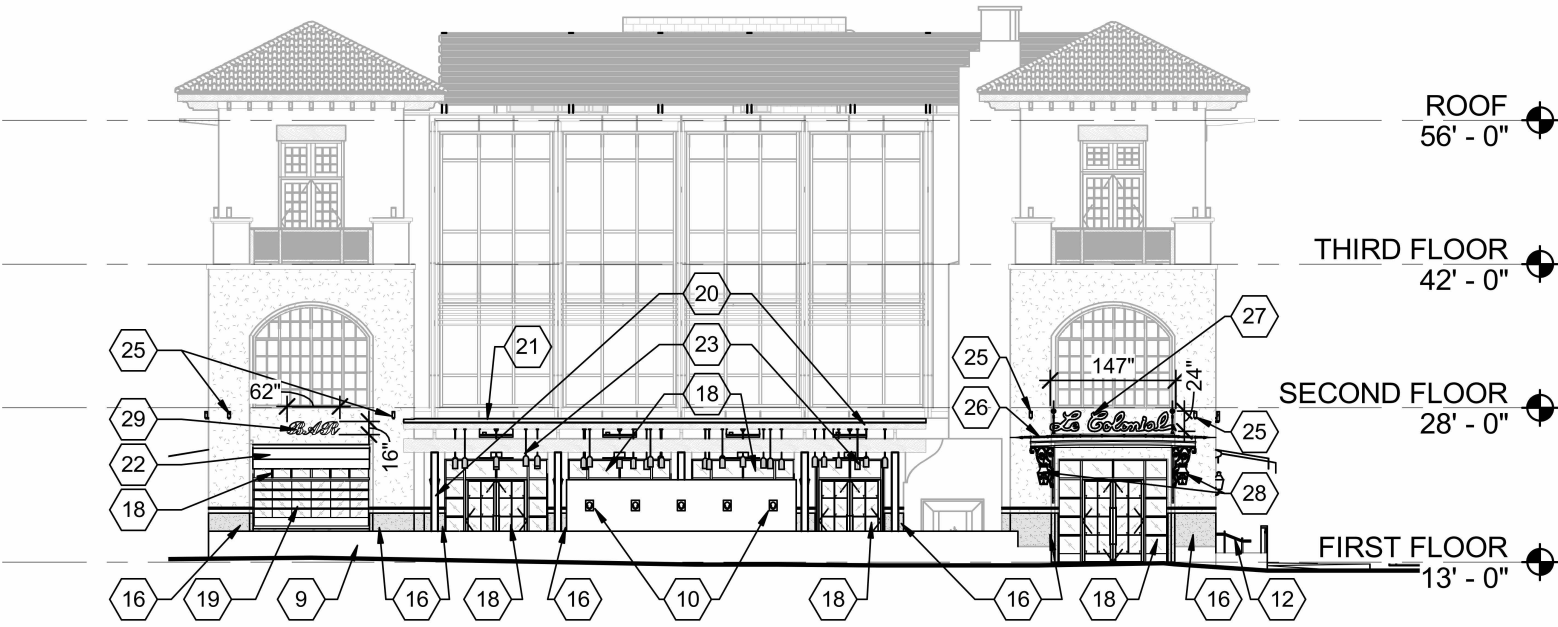 ROOF
56' - 0"
THIRD FLOOR
42' - 0"
20
27
25
21
23
25
147"
24"
62"
18
SECOND FLOOR
28' - 0"
29
BAR
26
Le Colonial
25
22
16"
18
28
FIRST FLOOR
13' - 0"
16
19
9
16
18
16
10
18
16
18
16
12